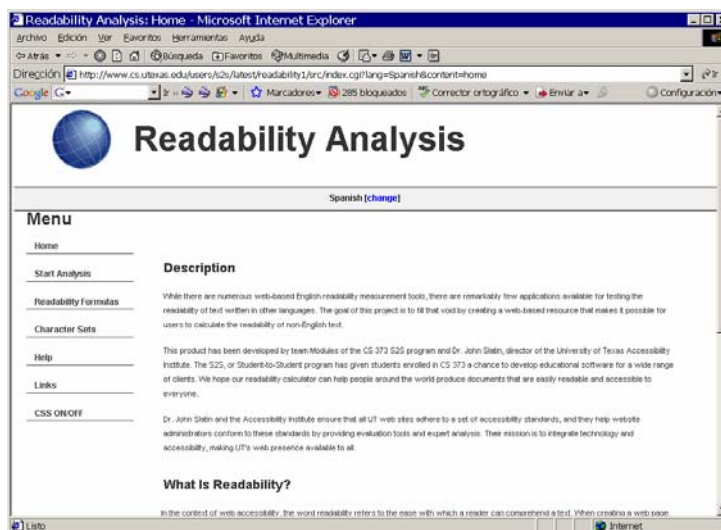 Readability Analysis: Home - Microsoft Internet Explorer
Archivo Edición Ver Favoritos Herramientas Ayuda
Atrás Búsqueda Favoritos Multimedia
Dirección http://www.cs.utexas.edu/users/s2s/latest/readability1/src/index.cgi?lang=Spanish&content=home
Google G Ir Marcadores 285 bloqueados Corrector ortográfico Enviar a Configuración
Readability Analysis
Spanish [change]
Menu
Home
Start Analysis
Readability Formulas
Character Sets
Help
Links
CSS ON/OFF
Description
While there are numerous web-based English readability measurement tools, there are remarkably few applications available for testing the
readability of text written in other languages. The goal of this project is to fill that void by creating a web-based resource that makes it possible for
users to calculate the readability of non-English text.
This product has been developed by team Modules of the CS 373 S2S program and Dr. John Slatin, director of the University of Texas Accessibility
Institute. The S2S, or Student-to-Student program has given students enrolled in CS 373 a chance to develop educational software for a wide range
of clients. We hope our readability calculator can help people around the world produce documents that are easily readable and accessible to
everyone.
Dr. John Slatin and the Accessibility Institute ensure that all UT web sites adhere to a set of accessibility standards, and they help website
administrators conform to these standards by providing evaluation tools and expert analysis. Their mission is to integrate technology and
accessibility, making UT's web presence available to all.
What Is Readability?
In the context of web accessibility, the word readability refers to the ease with which a reader can comprehend a text. When creating a web page,
Listo Internet